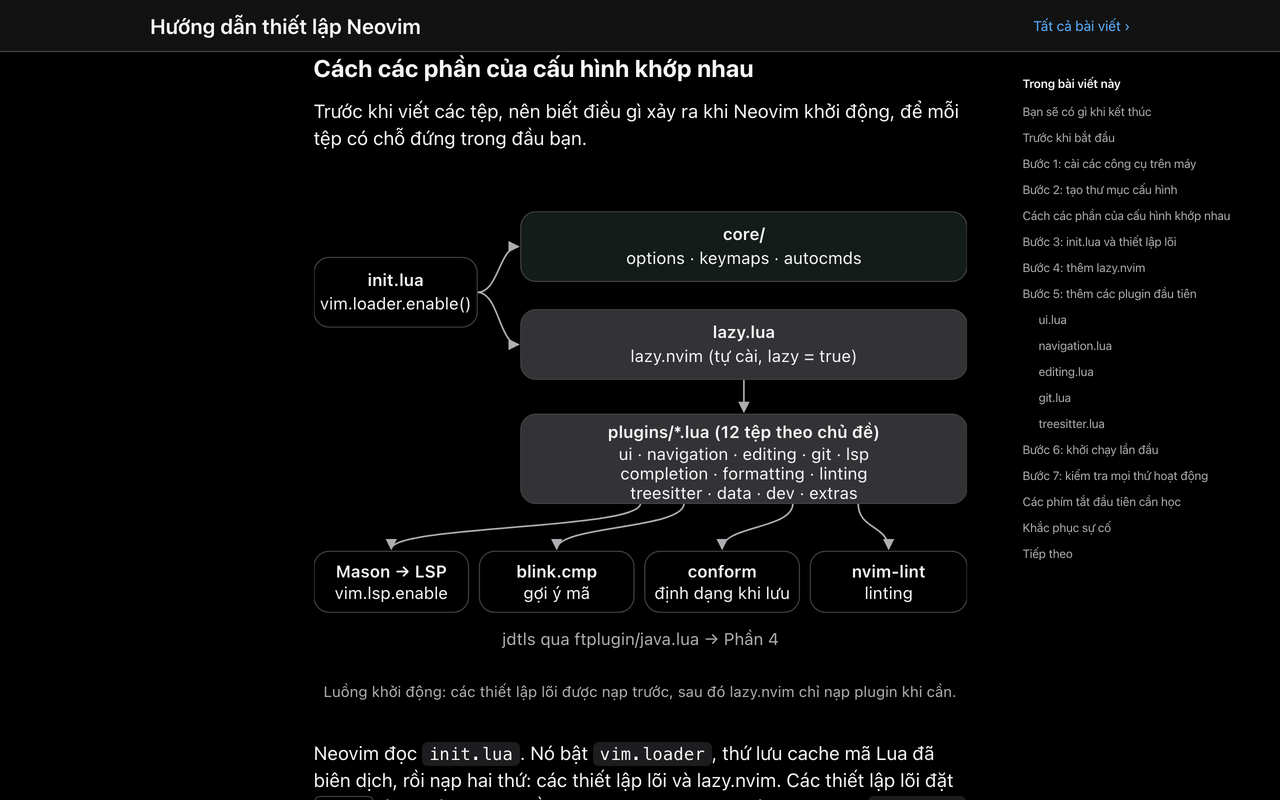 Hướng dẫn thiết lập Neovim
Tất cả bài viết ›
Cách các phần của cấu hình khớp nhau
Trước khi viết các tệp, nên biết điều gì xảy ra khi Neovim khởi động, để mỗi
tệp có chỗ đứng trong đầu bạn.
init.lua
vim.loader.enable()
core/
options · keymaps · autocmds
lazy.lua
lazy.nvim (tự cài, lazy = true)
plugins/*.lua (12 tệp theo chủ đề)
ui · navigation · editing · git · lsp
completion · formatting · linting
treesitter · data · dev · extras
Mason → LSP
vim.lsp.enable
blink.cmp
gợi ý mã
conform
định dạng khi lưu
nvim-lint
linting
jdtls qua ftplugin/java.lua → Phần 4
Luồng khởi động: các thiết lập lõi được nạp trước, sau đó lazy.nvim chỉ nạp plugin khi cần.
Neovim đọc init.lua. Nó bật vim.loader, thứ lưu cache mã Lua đã
biên dịch, rồi nạp hai thứ: các thiết lập lõi và lazy.nvim. Các thiết lập lõi đặt
Trong bài viết này
Bạn sẽ có gì khi kết thúc
Trước khi bắt đầu
Bước 1: cài các công cụ trên máy
Bước 2: tạo thư mục cấu hình
Cách các phần của cấu hình khớp nhau
Bước 3: init.lua và thiết lập lõi
Bước 4: thêm lazy.nvim
Bước 5: thêm các plugin đầu tiên
ui.lua
navigation.lua
editing.lua
git.lua
treesitter.lua
Bước 6: khởi chạy lần đầu
Bước 7: kiểm tra mọi thứ hoạt động
Các phím tắt đầu tiên cần học
Khắc phục sự cố
Tiếp theo